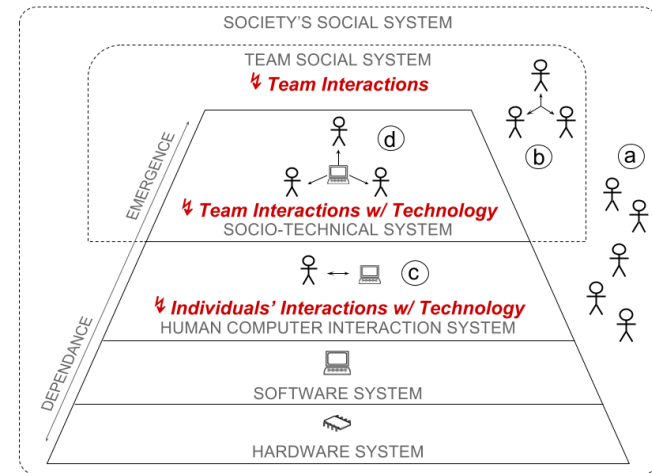 SOCIETY'S SOCIAL SYSTEM
TEAM SOCIAL SYSTEM
↯ Team Interactions
b
a
d
↯ Team Interactions w/ Technology
SOCIO-TECHNICAL SYSTEM
c
↯ Individuals' Interactions w/ Technology
HUMAN COMPUTER INTERACTION SYSTEM
SOFTWARE SYSTEM
HARDWARE SYSTEM
EMERGENCE
DEPENDANCE